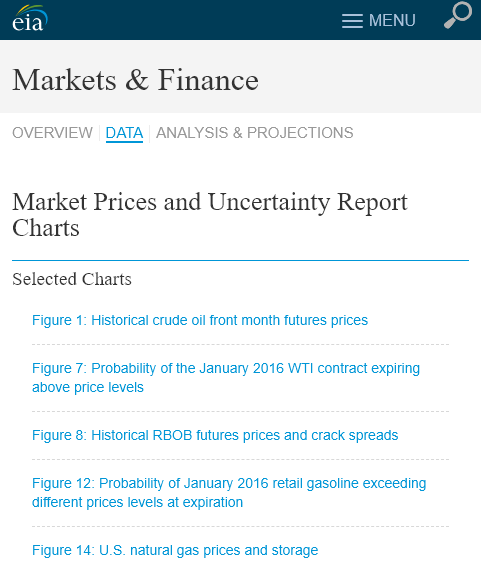 eia
MENU
Markets & Finance
OVERVIEW DATA ANALYSIS & PROJECTIONS
Market Prices and Uncertainty Report
Charts
Selected Charts
Figure 1: Historical crude oil front month futures prices
Figure 7: Probability of the January 2016 WTI contract expiring
above price levels
Figure 8: Historical RBOB futures prices and crack spreads
Figure 12: Probability of January 2016 retail gasoline exceeding
different prices levels at expiration
Figure 14: U.S. natural gas prices and storage